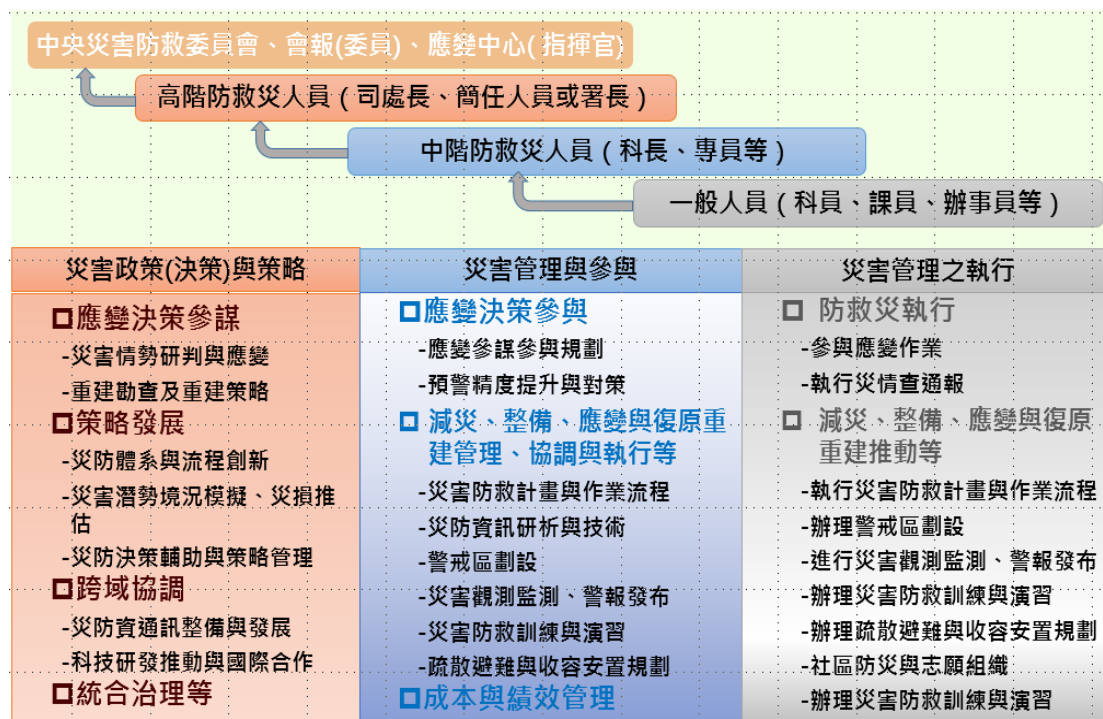 中央災害防救委員會、會報(委員)、應變中心(指揮官)
高階防救災人員(司處長、簡任人員或署長)
中階防救災人員(科長、專員等)
一般人員(科員、課員、辦事員等)
災害政策(決策)與策略
應變決策參謀
-災害情勢研判與應變
-重建勘查及重建策略
策略發展
-災防體系與流程創新
-災害潛勢境況模擬、災損推
估
-災防決策輔助與策略管理
跨域協調
-災防資通訊整備與發展
-科技研發推動與國際合作
統合治理等
災害管理與參與
應變決策參與
-應變參謀參與規劃
-預警精度提升與對策
減災、整備、應變與復原重
建管理、協調與執行等
-災害防救計畫與作業流程
-災防資訊研析與技術
-警戒區劃設
-災害觀測監測、警報發布
-災害防救訓練與演習
-疏散避難與收容安置規劃
成本與績效管理
災害管理之執行
防救災執行
-參與應變作業
-執行災情查通報
減災、整備、應變與復原
重建推動等
-執行災害防救計畫與作業流程
-辦理警戒區劃設
-進行災害觀測監測、警報發布
-辦理災害防救訓練與演習
-辦理疏散避難與收容安置規劃
-社區防災與志願組織
-辦理災害防救訓練與演習